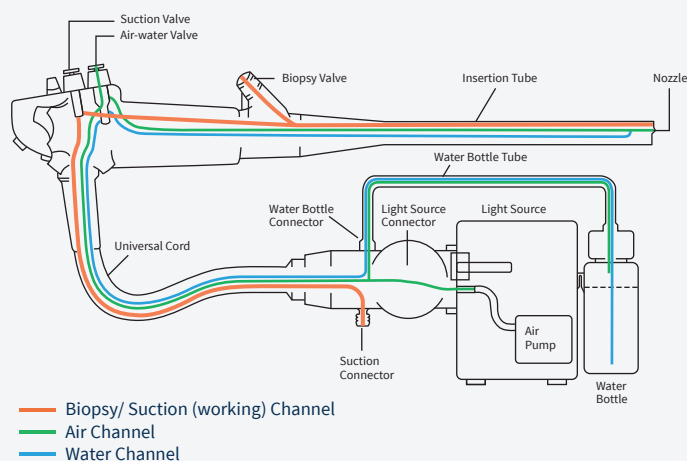 Suction Valve
Air-water Valve
Biopsy Valve
Insertion Tube
Nozzle
Water Bottle Tube
Water Bottle
Connector
Light Source
Connector
Light Source
Universal Cord
Air
Pump
Suction
Connector
Water
Bottle
Biopsy/ Suction (working) Channel
Air Channel
Water Channel